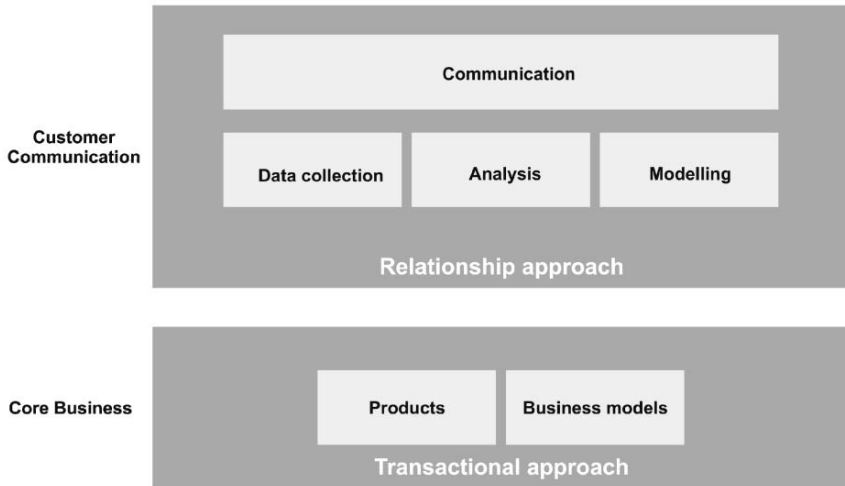 Communication
Customer
Communication
Data collection
Analysis
Modelling
Relationship approach
Core Business
Products
Business models
Transactional approach